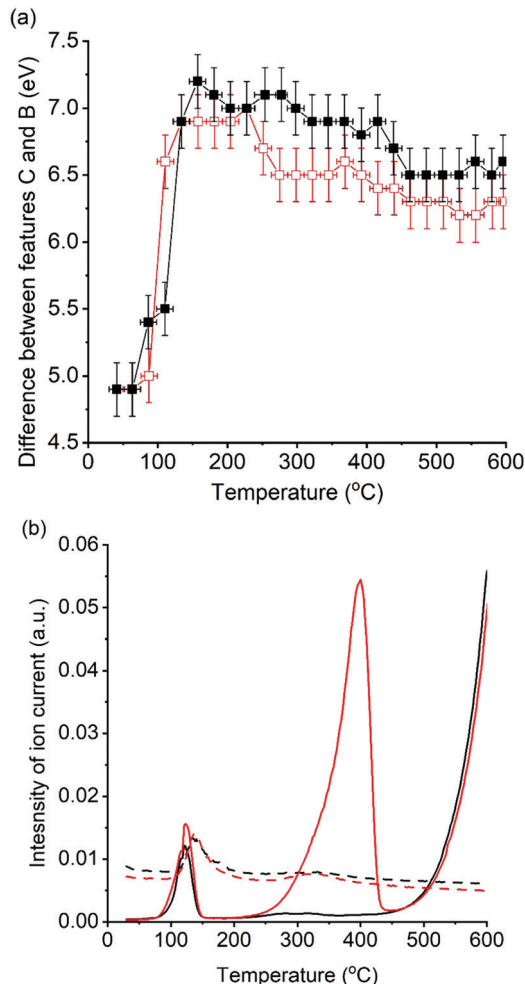 (a)
7.5
7.0
6.5
6.0
5.5
5.0
4.5
Difference between features C and B (eV)
0 100 200 300 400 500 600
Temperature (°C)
(b)
0.06
0.05
0.04
0.03
0.02
0.01
0.00
Intesnsity of ion current (a.u.)
0 100 200 300 400 500 600
Temperature (°C)